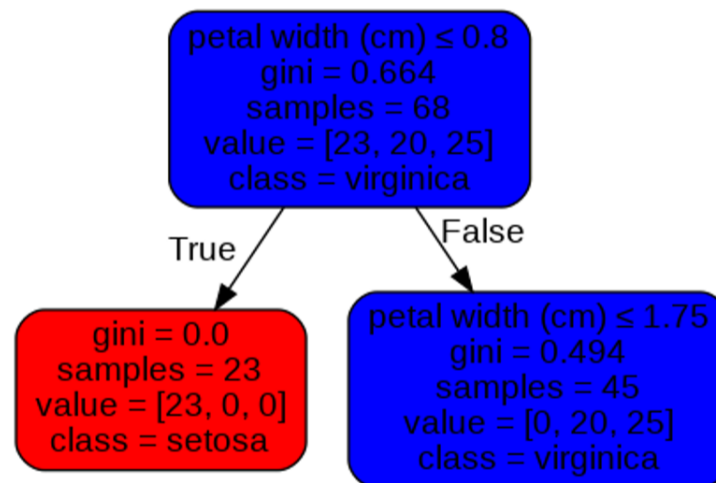 petal width (cm) ≤ 0.8
gini = 0.664
samples = 68
value = [23, 20, 25]
class = virginica
True
False
gini = 0.0
samples = 23
value = [23, 0, 0]
class = setosa
petal width (cm) ≤ 1.75
gini = 0.494
samples = 45
value = [0, 20, 25]
class = virginica